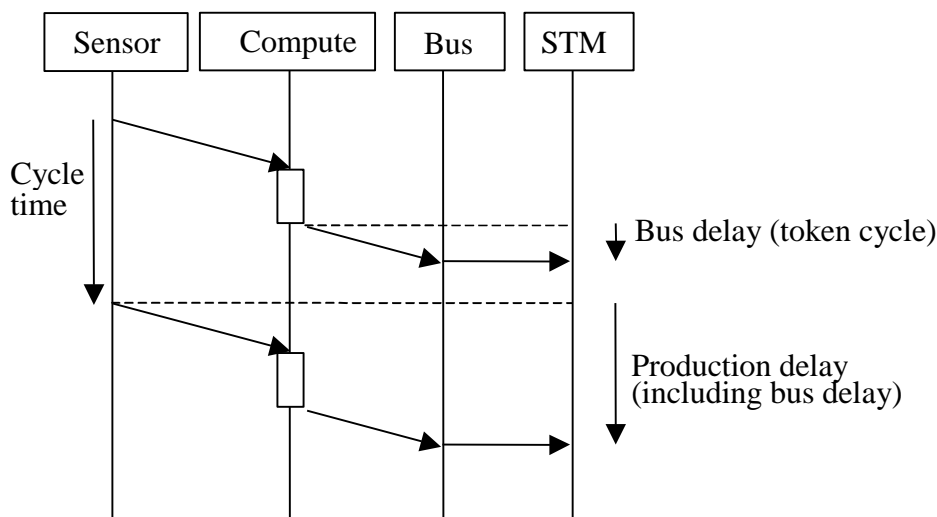 Sensor
Compute
Bus
STM
Cycle
time
Bus delay (token cycle)
Production delay
(including bus delay)